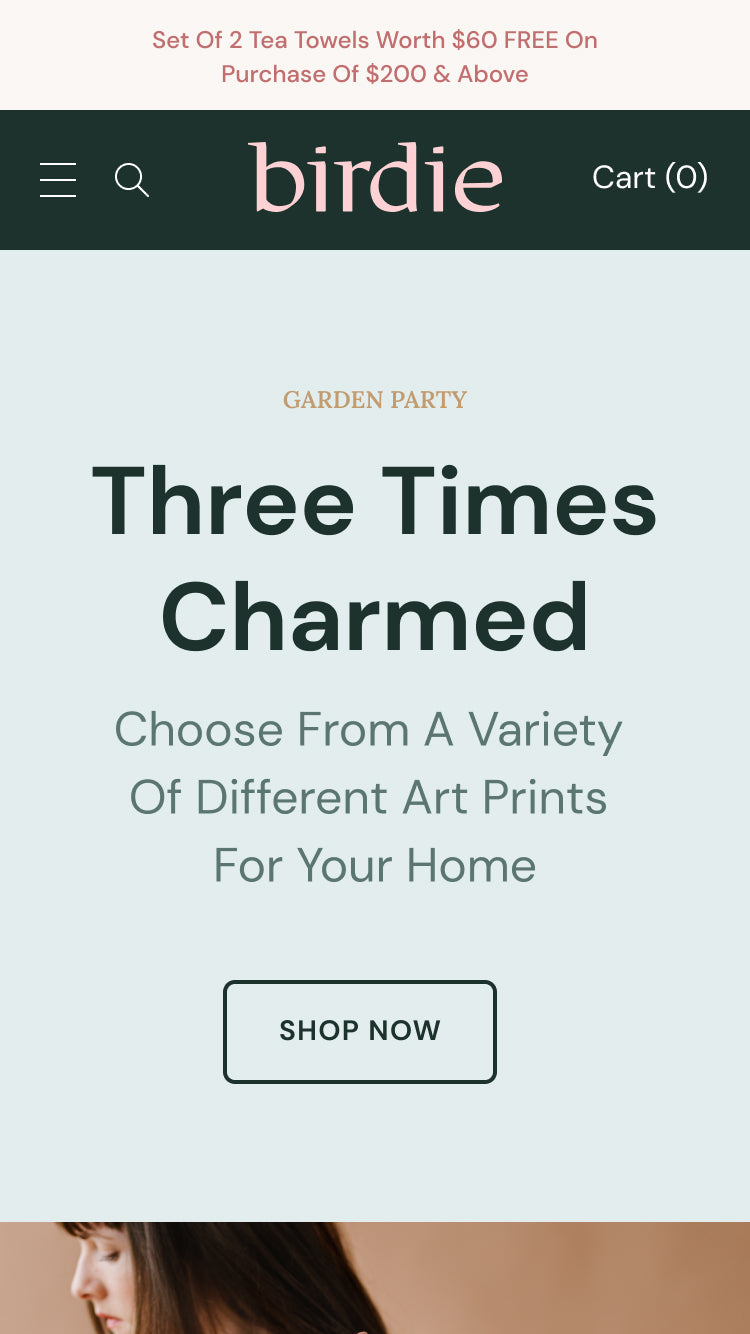 Set Of 2 Tea Towels Worth $60 FREE On
Purchase Of $200 & Above
birdie
Cart (0)
GARDEN PARTY
Three Times
Charmed
Choose From A Variety
Of Different Art Prints
For Your Home
SHOP NOW